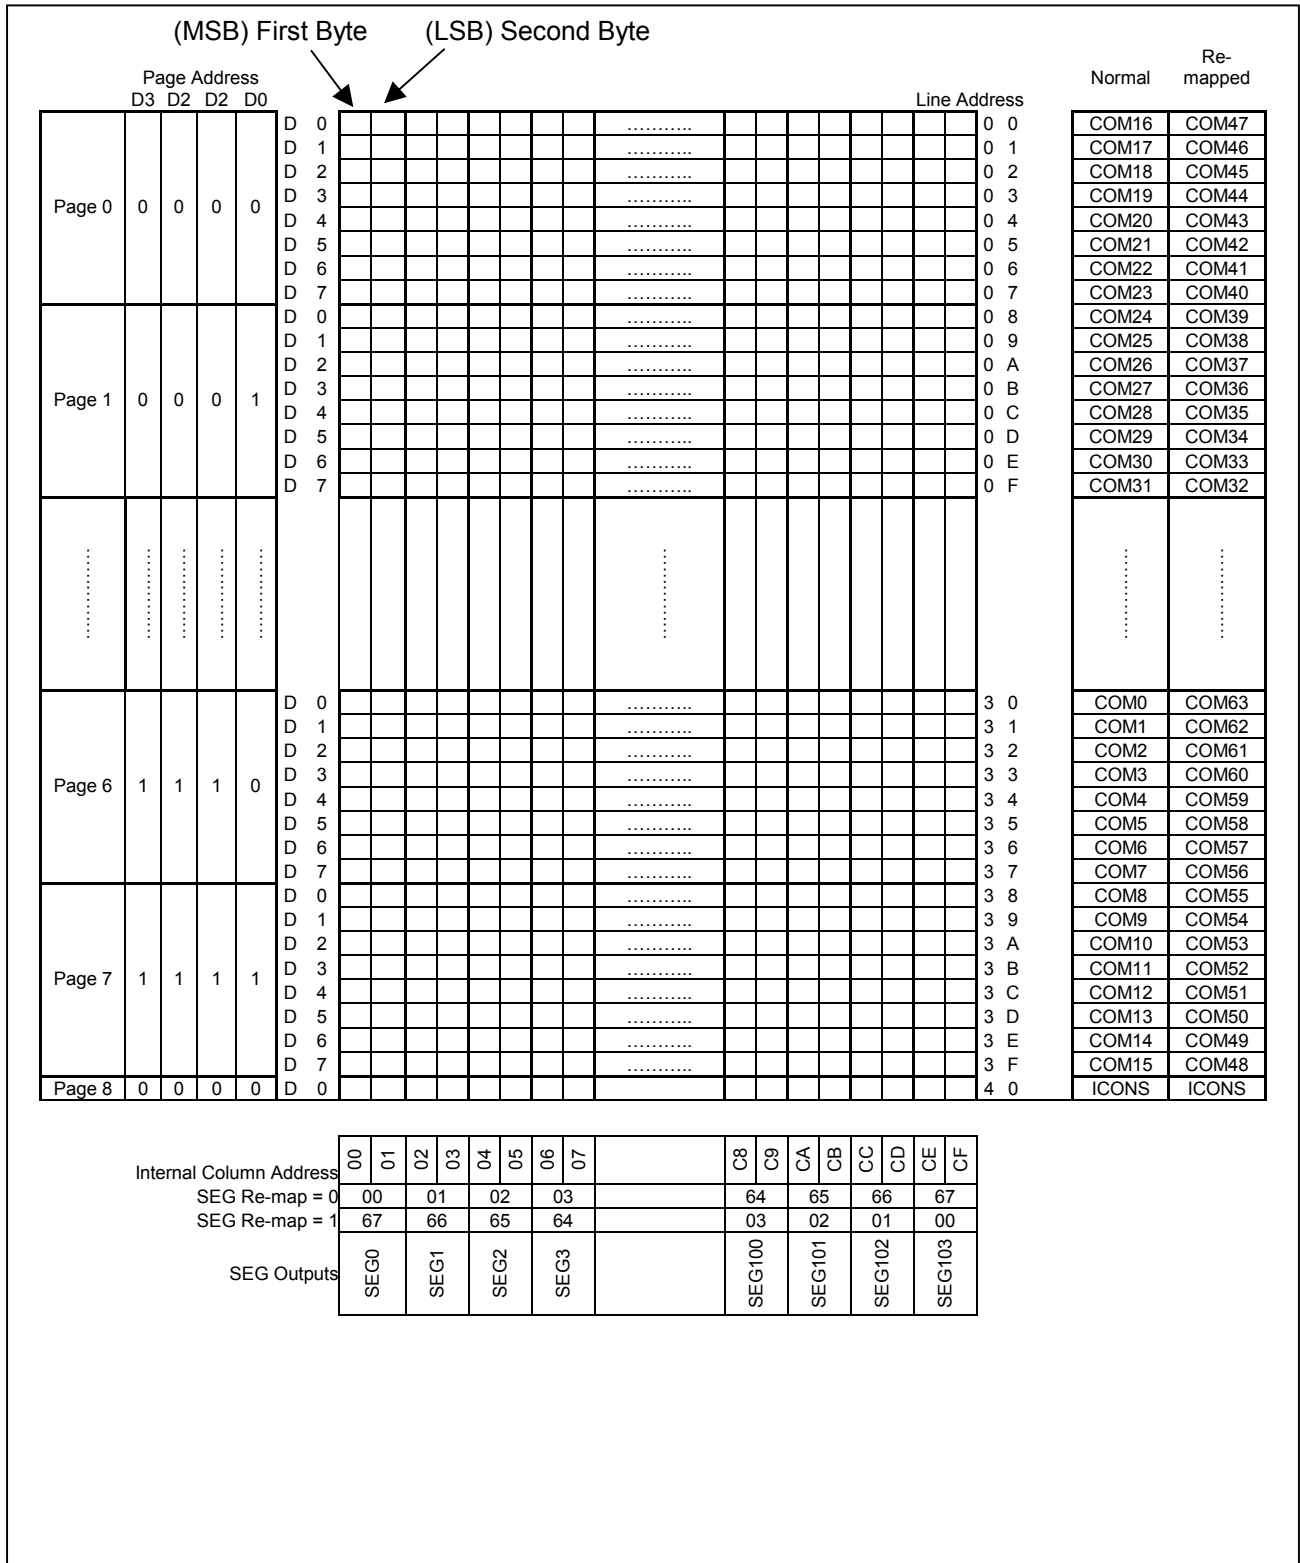 (MSB) First Byte (LSB) Second Byte
Page Address Normal Re-mapped
D3 D2 D2 D0 Line Address
D 0 ……….. 0 0 COM16 COM47
D 1 ……….. 0 1 COM17 COM46
D 2 ……….. 0 2 COM18 COM45
D 3 ……….. 0 3 COM19 COM44
Page 0 0 0 0 0
D 4 ……….. 0 4 COM20 COM43
D 5 ……….. 0 5 COM21 COM42
D 6 ……….. 0 6 COM22 COM41
D 7 ……….. 0 7 COM23 COM40
D 0 ……….. 0 8 COM24 COM39
D 1 ……….. 0 9 COM25 COM38
D 2 ……….. 0 A COM26 COM37
D 3 ……….. 0 B COM27 COM36
Page 1 0 0 0 1
D 4 ……….. 0 C COM28 COM35
D 5 ……….. 0 D COM29 COM34
D 6 ……….. 0 E COM30 COM33
D 7 ……….. 0 F COM31 COM32
……….. ……….. ……….. ……….. ……….. ……….. ……….. ………..
D 0 ……….. 3 0 COM0 COM63
D 1 ……….. 3 1 COM1 COM62
D 2 ……….. 3 2 COM2 COM61
D 3 ……….. 3 3 COM3 COM60
Page 6 1 1 1 0
D 4 ……….. 3 4 COM4 COM59
D 5 ……….. 3 5 COM5 COM58
D 6 ……….. 3 6 COM6 COM57
D 7 ……….. 3 7 COM7 COM56
D 0 ……….. 3 8 COM8 COM55
D 1 ……….. 3 9 COM9 COM54
D 2 ……….. 3 A COM10 COM53
D 3 ……….. 3 B COM11 COM52
Page 7 1 1 1 1
D 4 ……….. 3 C COM12 COM51
D 5 ……….. 3 D COM13 COM50
D 6 ……….. 3 E COM14 COM49
D 7 ……….. 3 F COM15 COM48
Page 8 0 0 0 0 D 0 4 0 ICONS ICONS
Internal Column Address 00 01 02 03 04 05 06 07 C8 C9 CA CB CC CD CE CF
SEG Re-map = 0 00 01 02 03 64 65 66 67
SEG Re-map = 1 67 66 65 64 03 02 01 00
SEG Outputs SEG0 SEG1 SEG2 SEG3 SEG100 SEG101 SEG102 SEG103